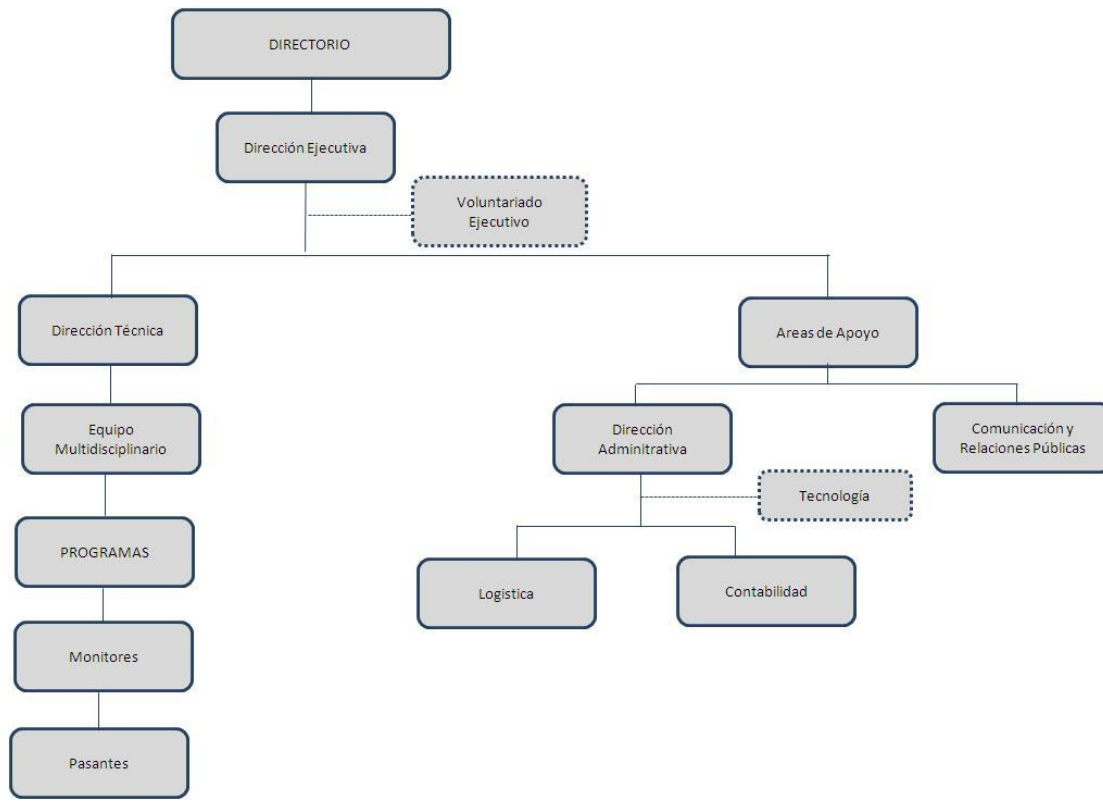 DIRECTORIO
Dirección Ejecutiva
Voluntariado
Ejecutivo
Dirección Técnica
Areas de Apoyo
Equipo
Multidisciplinario
Dirección
Adminitrativa
Comunicación y
Relaciones Públicas
Tecnología
PROGRAMAS
Logistica
Contabilidad
Monitores
Pasantes